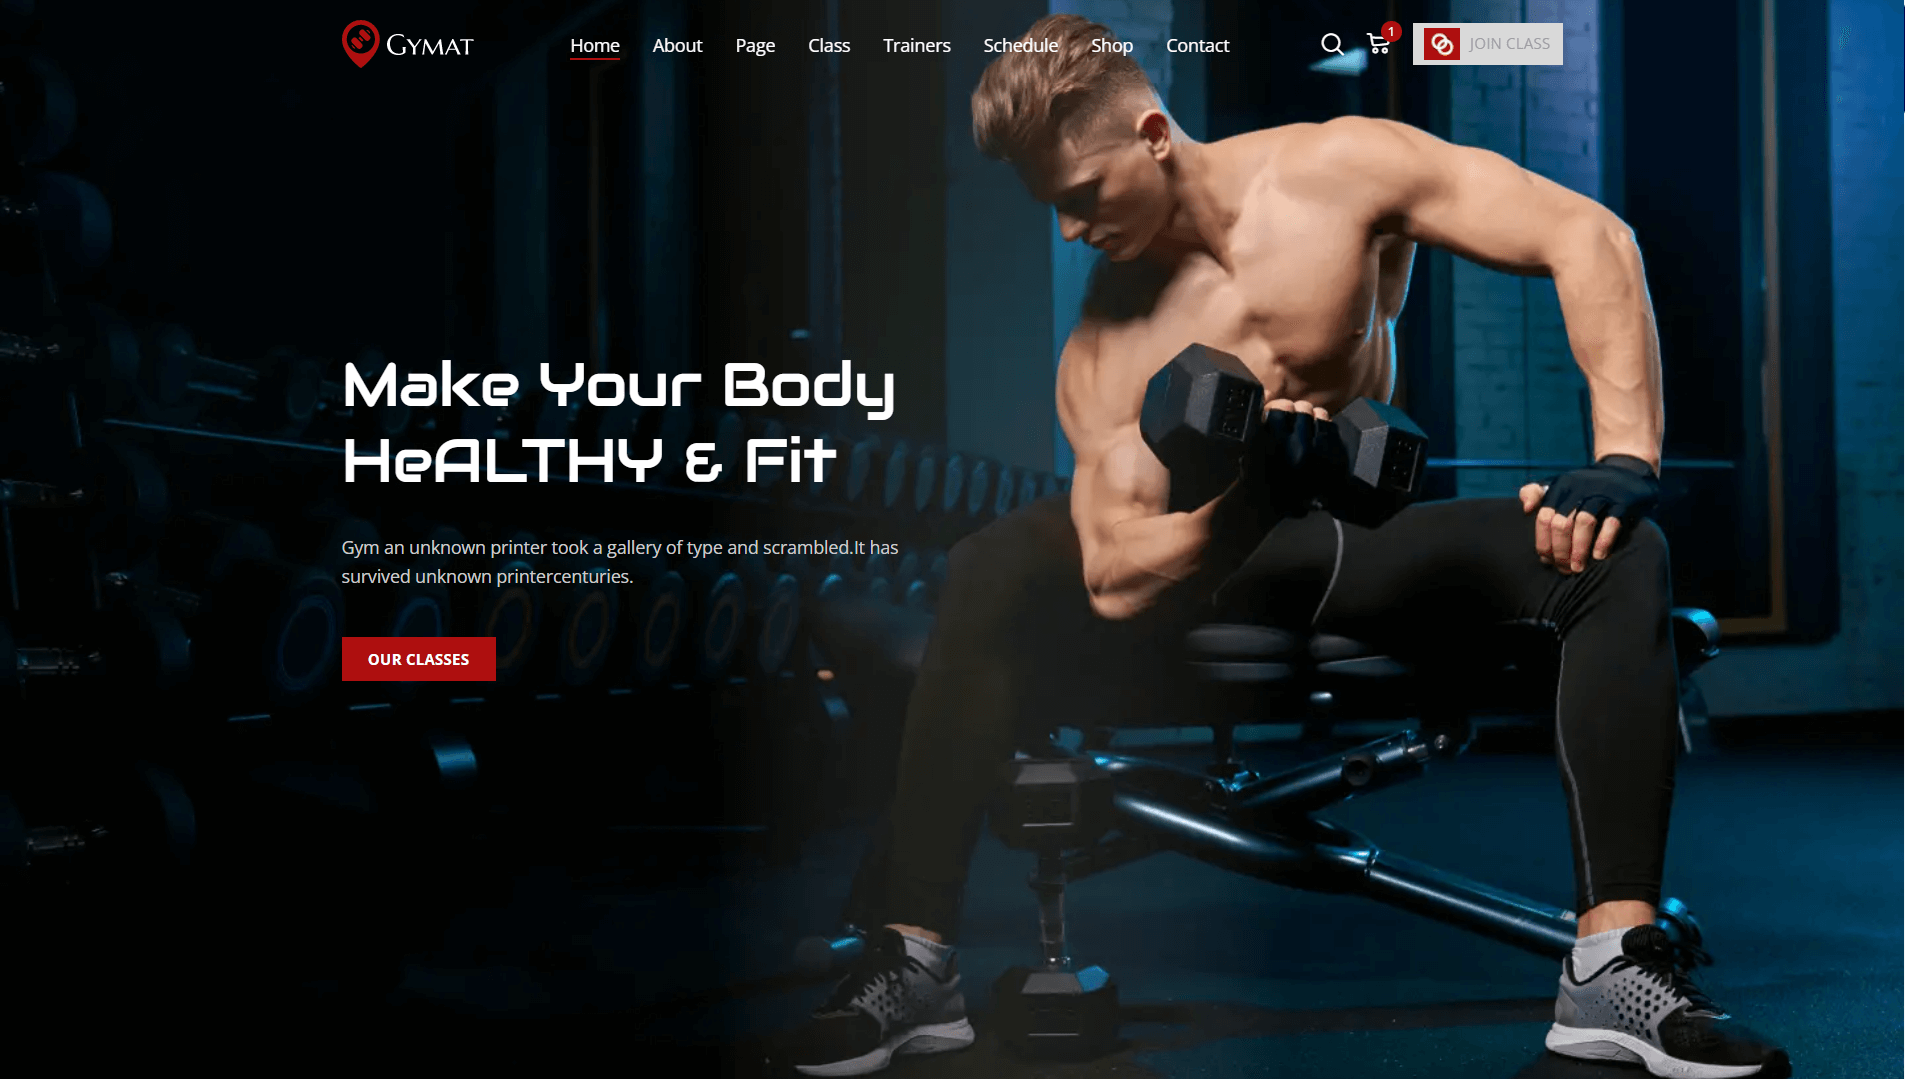 GYMAT
Home About Page Class Trainers Schedule Shop Contact
1
JOIN CLASS
Make Your Body
HeALTHY & Fit
Gym an unknown printer took a gallery of type and scrambled.It has
survived unknown printercenturies.
OUR CLASSES